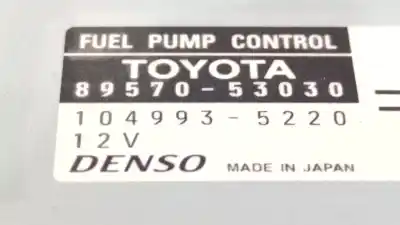 FUEL PUMP CONTROL
TOYOTA
89570-53030
104993-5220
12V
DENSO MADE IN JAPAN